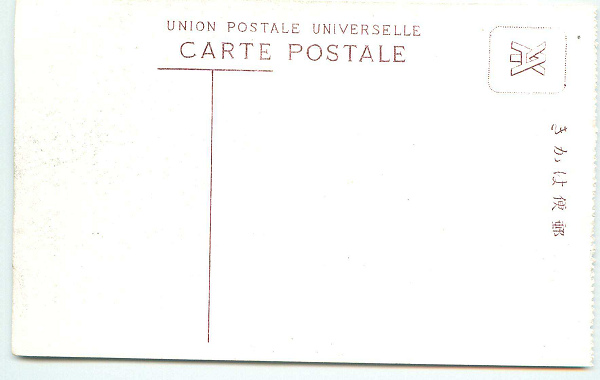 UNION POSTALE UNIVERSELLE
CARTE POSTALE
きかは便郵